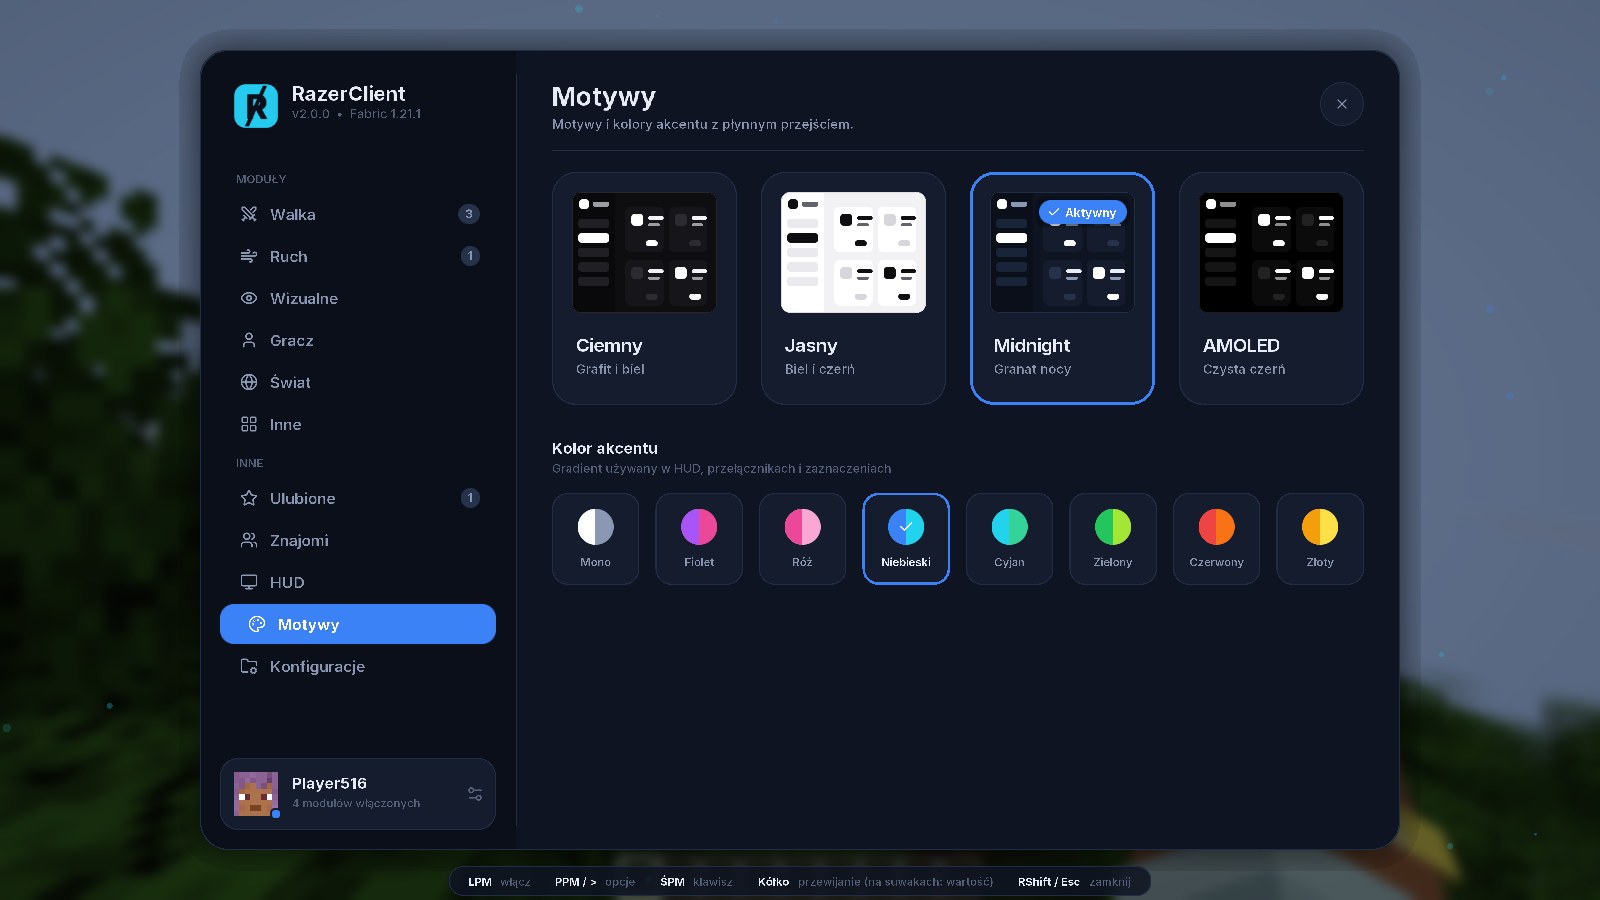 RazerClient
v2.0.0 • Fabric 1.21.1
MODUŁY
Walka 3
Ruch 1
Wizualne
Gracz
Świat
Inne
INNE
Ulubione 1
Znajomi
HUD
Motywy
Konfiguracje
Player516
4 modułów włączonych
Motywy
Motywy i kolory akcentu z płynnym przejściem.
Aktywny
Ciemny
Grafit i biel
Jasny
Biel i czerń
Midnight
Granat nocy
AMOLED
Czysta czerń
Kolor akcentu
Gradient używany w HUD, przełącznikach i zaznaczeniach
Mono
Fiolet
Róż
Niebieski
Cyjan
Zielony
Czerwony
Złoty
LPM włącz PPM / > opcje ŚPM klawisz Kółko przewijanie (na suwakach: wartość) RShift / Esc zamknij